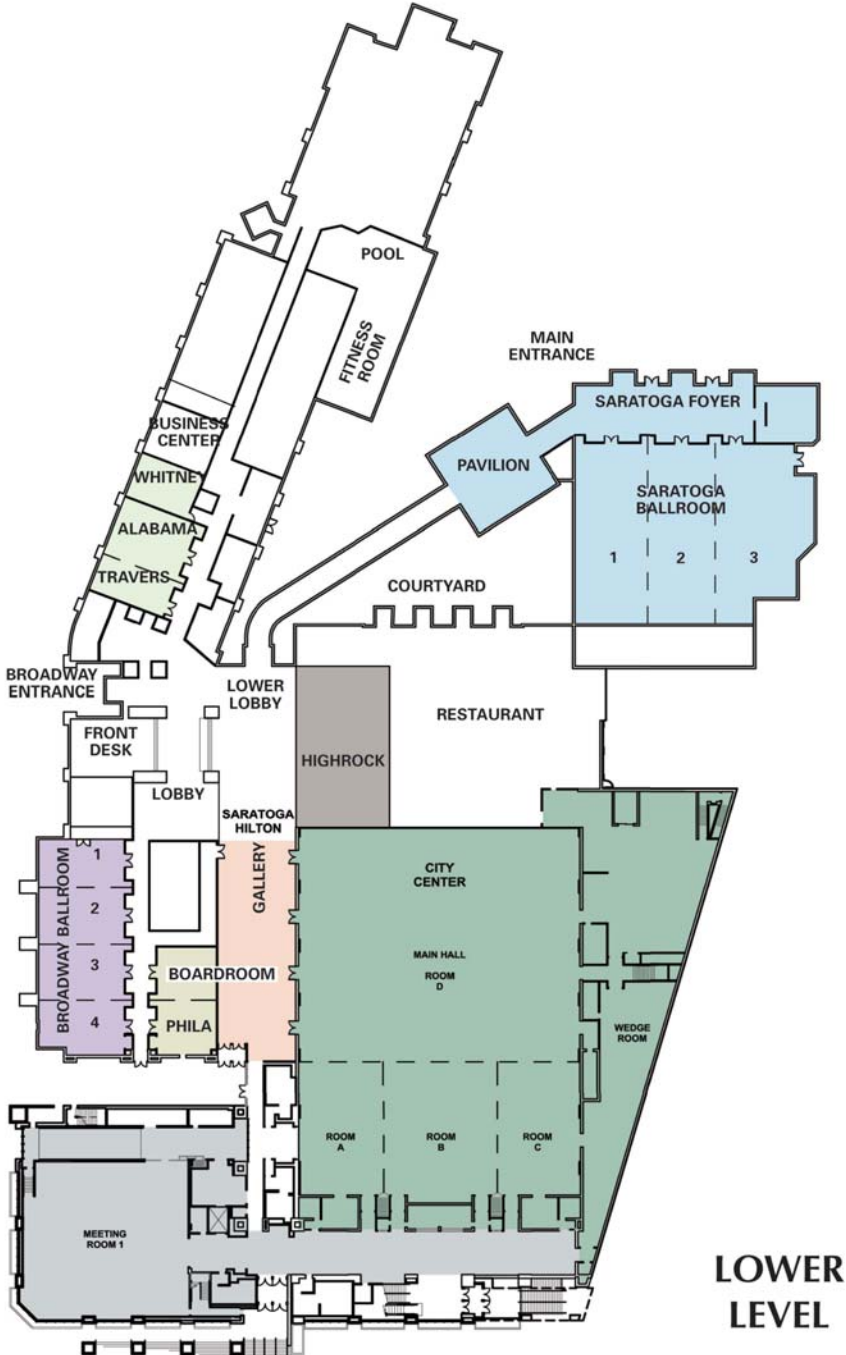 POOL
FITNESS
ROOM
MAIN
ENTRANCE
SARATOGA FOYER
BUSINESS
CENTER
PAVILION
WHITNEY
SARATOGA
BALLROOM
ALABAMA
1
2
3
TRAVERS
COURTYARD
BROADWAY
ENTRANCE
LOWER
LOBBY
RESTAURANT
FRONT
DESK
HIGHROCK
LOBBY
SARATOGA
HILTON
GALLERY
BROADWAY BALLROOM
1
2
3
4
CITY
CENTER
MAIN HALL
ROOM
D
BOARDROOM
PHILA
WEDGE
ROOM
ROOM
A
ROOM
B
ROOM
C
MEETING
ROOM 1
LOWER
LEVEL